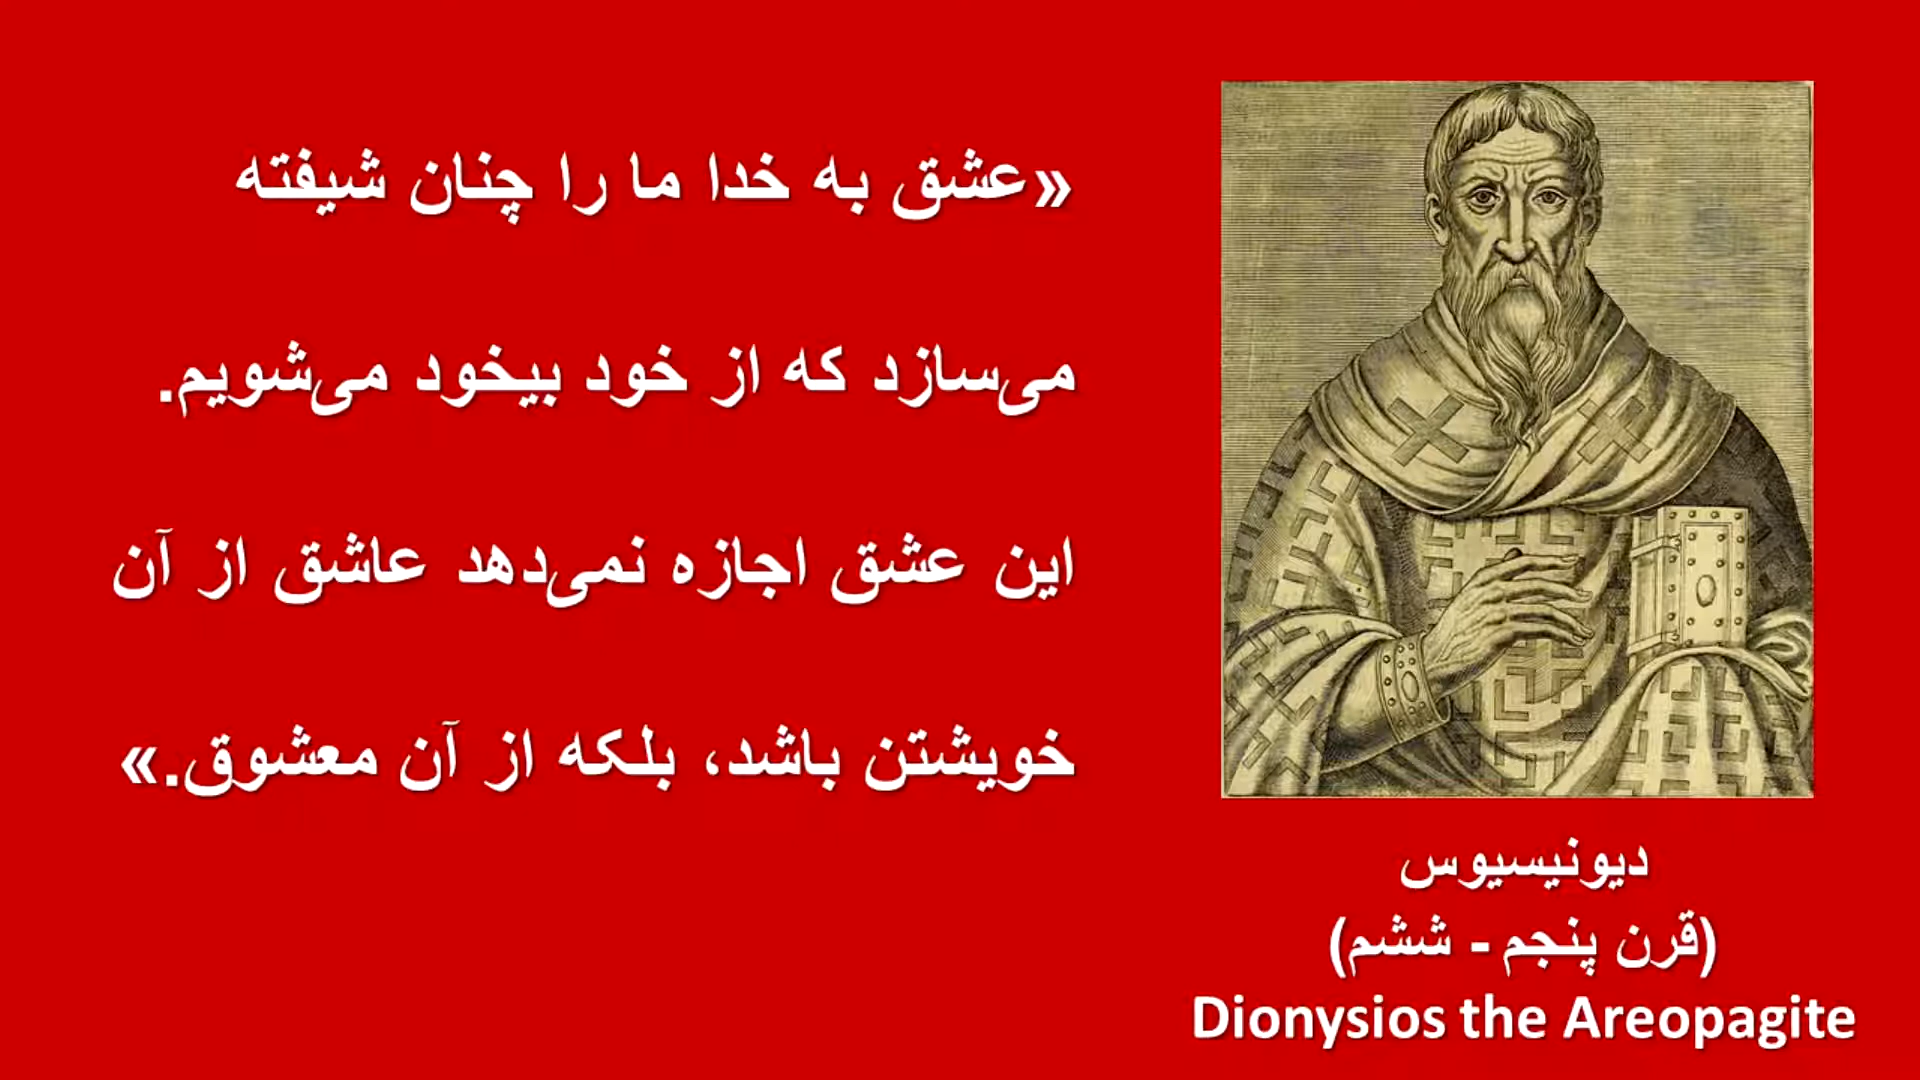 «عشق به خدا ما را چنان شیفته
می‌سازد که از خود بیخود می‌شویم.
این عشق اجازه نمی‌دهد عاشق از آن
خویشتن باشد، بلکه از آن معشوق.»
دیونیسیوس
(قرن پنجم - ششم)
Dionysios the Areopagite